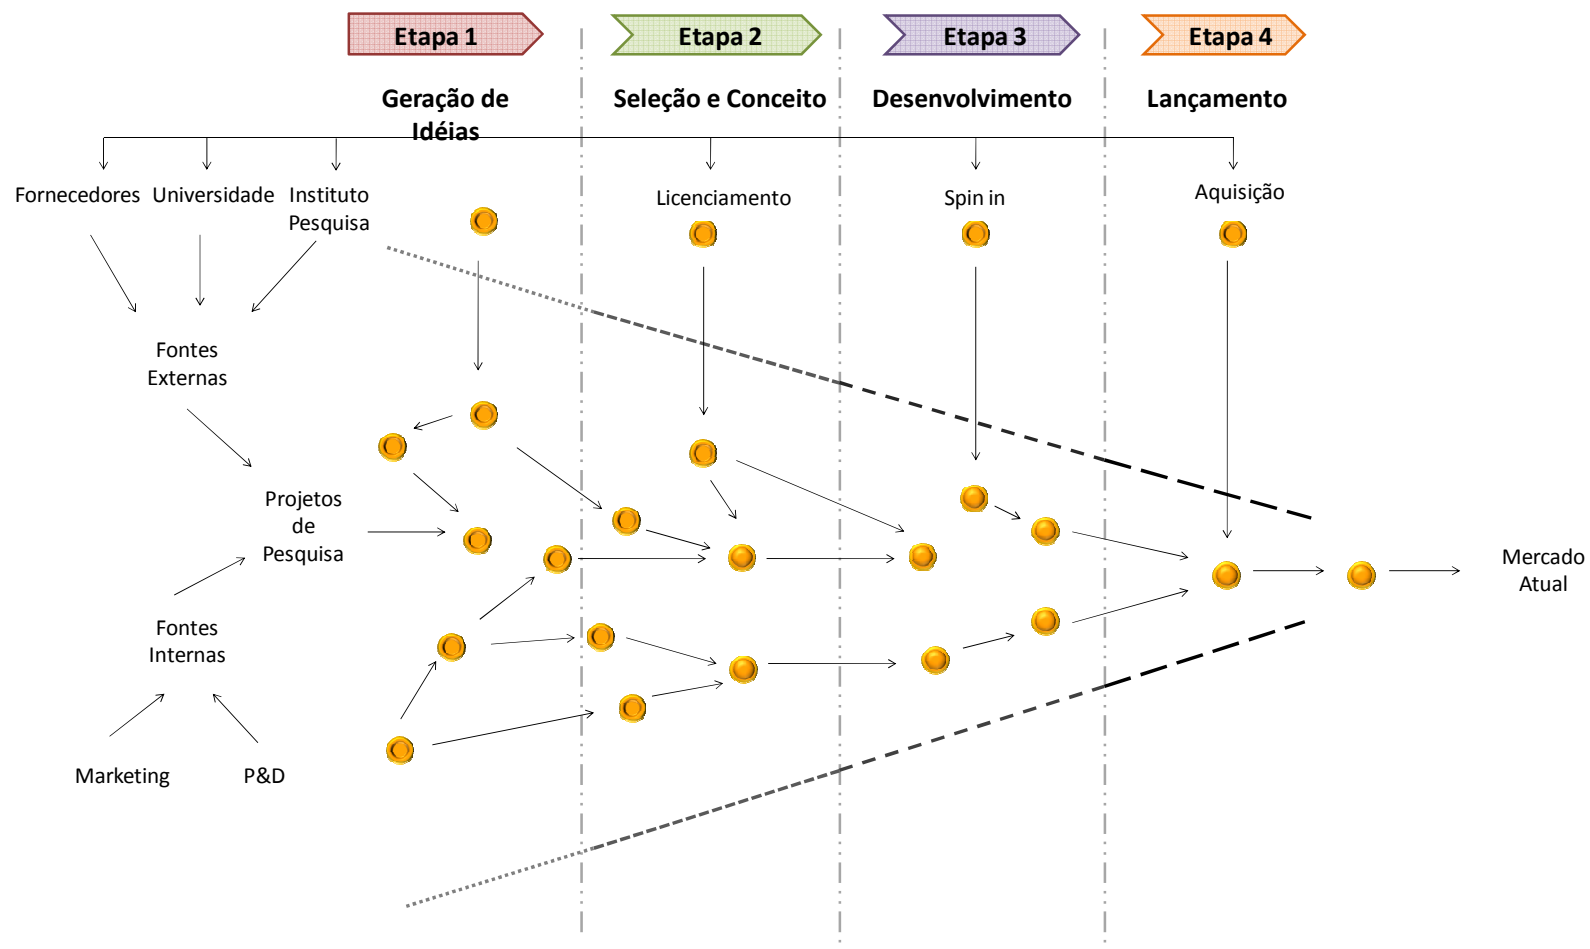 Etapa 1
Etapa 2
Etapa 3
Etapa 4
Geração de
Idéias
Seleção e Conceito
Desenvolvimento
Lançamento
Fornecedores
Universidade
Instituto
Pesquisa
Licenciamento
Spin in
Aquisição
Fontes
Externas
Projetos
de
Pesquisa
Mercado
Atual
Fontes
Internas
Marketing
P&D